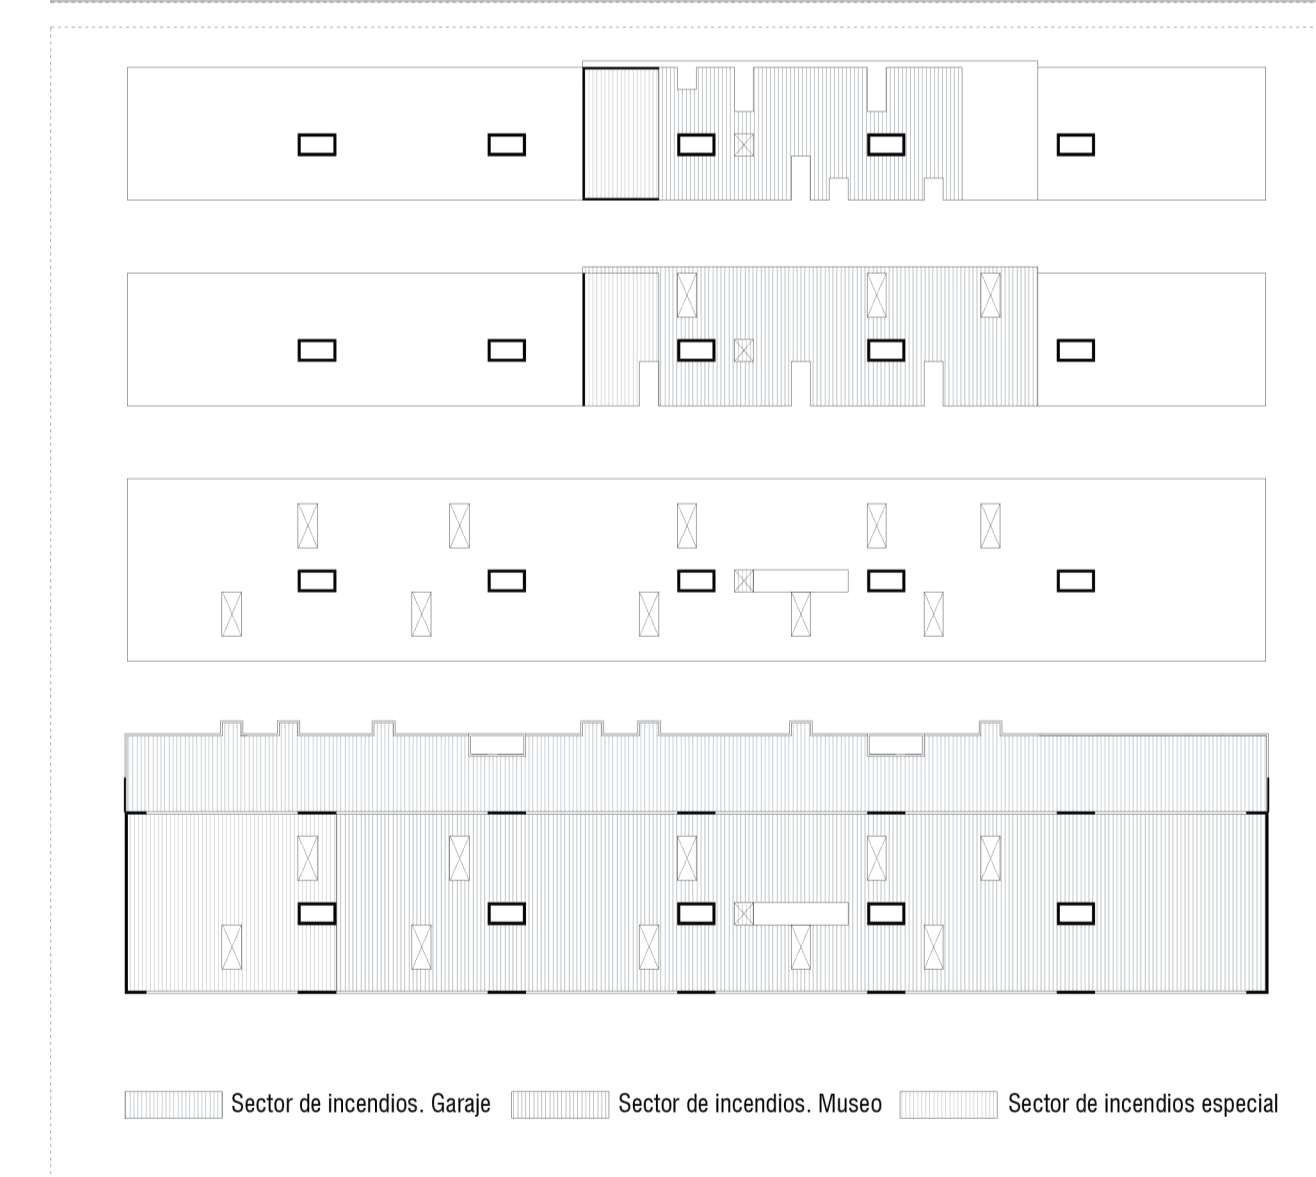 Sector de incendios. Garaje
Sector de incendios. Museo
Sector de incendios especial